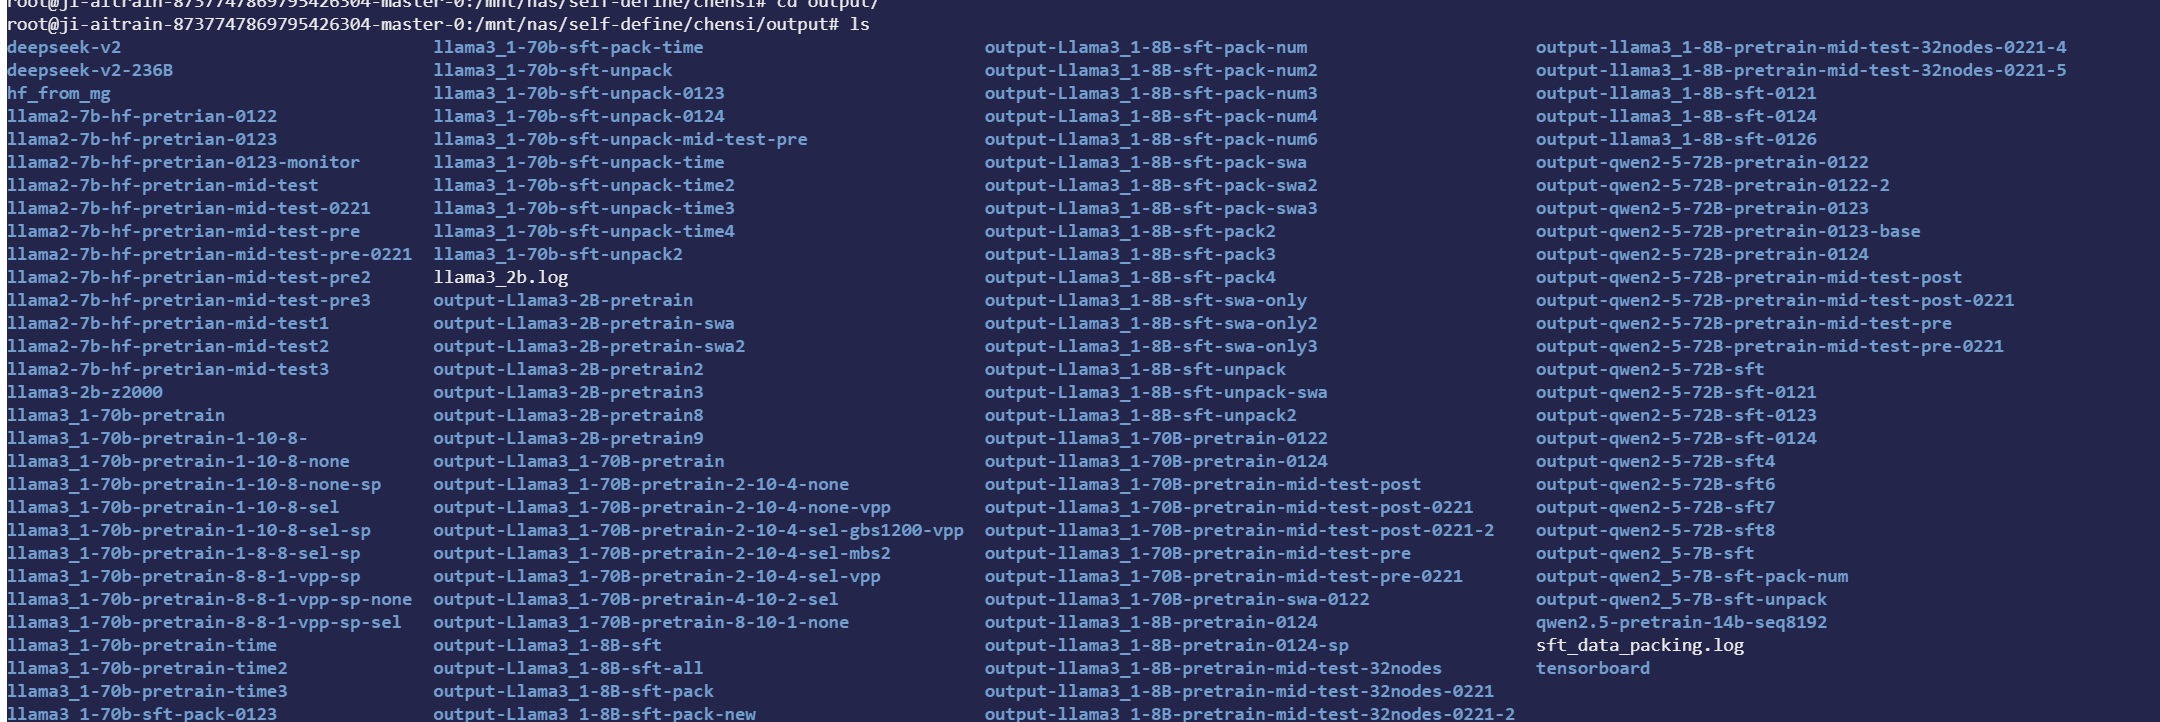 root@ji-aitrain-8737747869795426304-master-0:/mnt/nas/self-define/chensi# cd output/
root@ji-aitrain-8737747869795426304-master-0:/mnt/nas/self-define/chensi/output# ls
deepseek-v2 llama3_1-70b-sft-pack-time output-Llama3_1-8B-sft-pack-num output-llama3_1-8B-pretrain-mid-test-32nodes-0221-4
deepseek-v2-236B llama3_1-70b-sft-unpack output-Llama3_1-8B-sft-pack-num2 output-llama3_1-8B-pretrain-mid-test-32nodes-0221-5
hf_from_mg llama3_1-70b-sft-unpack-0123 output-Llama3_1-8B-sft-pack-num3 output-llama3_1-8B-sft-0121
llama2-7b-hf-pretrian-0122 llama3_1-70b-sft-unpack-0124 output-Llama3_1-8B-sft-pack-num4 output-llama3_1-8B-sft-0124
llama2-7b-hf-pretrian-0123 llama3_1-70b-sft-unpack-mid-test-pre output-Llama3_1-8B-sft-pack-num6 output-llama3_1-8B-sft-0126
llama2-7b-hf-pretrian-0123-monitor llama3_1-70b-sft-unpack-time output-Llama3_1-8B-sft-pack-swa output-qwen2-5-72B-pretrain-0122
llama2-7b-hf-pretrian-mid-test llama3_1-70b-sft-unpack-time2 output-Llama3_1-8B-sft-pack-swa2 output-qwen2-5-72B-pretrain-0122-2
llama2-7b-hf-pretrian-mid-test-0221 llama3_1-70b-sft-unpack-time3 output-Llama3_1-8B-sft-pack-swa3 output-qwen2-5-72B-pretrain-0123
llama2-7b-hf-pretrian-mid-test-pre llama3_1-70b-sft-unpack-time4 output-Llama3_1-8B-sft-pack2 output-qwen2-5-72B-pretrain-0123-base
llama2-7b-hf-pretrian-mid-test-pre-0221 llama3_1-70b-sft-unpack2 output-Llama3_1-8B-sft-pack3 output-qwen2-5-72B-pretrain-0124
llama2-7b-hf-pretrian-mid-test-pre2 llama3_2b.log output-Llama3_1-8B-sft-pack4 output-qwen2-5-72B-pretrain-mid-test-post
llama2-7b-hf-pretrian-mid-test-pre3 output-Llama3-2B-pretrain output-Llama3_1-8B-sft-swa-only output-qwen2-5-72B-pretrain-mid-test-post-0221
llama2-7b-hf-pretrian-mid-test1 output-Llama3-2B-pretrain-swa output-Llama3_1-8B-sft-swa-only2 output-qwen2-5-72B-pretrain-mid-test-pre
llama2-7b-hf-pretrian-mid-test2 output-Llama3-2B-pretrain-swa2 output-Llama3_1-8B-sft-swa-only3 output-qwen2-5-72B-pretrain-mid-test-pre-0221
llama2-7b-hf-pretrian-mid-test3 output-Llama3-2B-pretrain2 output-Llama3_1-8B-sft-unpack output-qwen2-5-72B-sft
llama3-2b-z2000 output-Llama3-2B-pretrain3 output-Llama3_1-8B-sft-unpack-swa output-qwen2-5-72B-sft-0121
llama3_1-70b-pretrain output-Llama3-2B-pretrain8 output-Llama3_1-8B-sft-unpack2 output-qwen2-5-72B-sft-0123
llama3_1-70b-pretrain-1-10-8- output-Llama3-2B-pretrain9 output-llama3_1-70B-pretrain-0122 output-qwen2-5-72B-sft-0124
llama3_1-70b-pretrain-1-10-8-none output-Llama3_1-70B-pretrain output-llama3_1-70B-pretrain-0124 output-qwen2-5-72B-sft4
llama3_1-70b-pretrain-1-10-8-none-sp output-Llama3_1-70B-pretrain-2-10-4-none output-llama3_1-70B-pretrain-mid-test-post output-qwen2-5-72B-sft6
llama3_1-70b-pretrain-1-10-8-sel output-Llama3_1-70B-pretrain-2-10-4-none-vpp output-llama3_1-70B-pretrain-mid-test-post-0221 output-qwen2-5-72B-sft7
llama3_1-70b-pretrain-1-10-8-sel-sp output-Llama3_1-70B-pretrain-2-10-4-sel-gbs1200-vpp output-llama3_1-70B-pretrain-mid-test-post-0221-2 output-qwen2-5-72B-sft8
llama3_1-70b-pretrain-1-8-8-sel-sp output-Llama3_1-70B-pretrain-2-10-4-sel-mbs2 output-llama3_1-70B-pretrain-mid-test-pre output-qwen2_5-7B-sft
llama3_1-70b-pretrain-8-8-1-vpp-sp output-Llama3_1-70B-pretrain-2-10-4-sel-vpp output-llama3_1-70B-pretrain-mid-test-pre-0221 output-qwen2_5-7B-sft-pack-num
llama3_1-70b-pretrain-8-8-1-vpp-sp-none output-Llama3_1-70B-pretrain-4-10-2-sel output-llama3_1-70B-pretrain-swa-0122 output-qwen2_5-7B-sft-unpack
llama3_1-70b-pretrain-8-8-1-vpp-sp-sel output-Llama3_1-70B-pretrain-8-10-1-none output-llama3_1-8B-pretrain-0124 qwen2.5-pretrain-14b-seq8192
llama3_1-70b-pretrain-time output-Llama3_1-8B-sft output-llama3_1-8B-pretrain-0124-sp sft_data_packing.log
llama3_1-70b-pretrain-time2 output-Llama3_1-8B-sft-all output-llama3_1-8B-pretrain-mid-test-32nodes tensorboard
llama3_1-70b-pretrain-time3 output-Llama3_1-8B-sft-pack output-llama3_1-8B-pretrain-mid-test-32nodes-0221
llama3_1-70b-sft-pack-0123 output-Llama3_1-8B-sft-pack-new output-llama3_1-8B-pretrain-mid-test-32nodes-0221-2